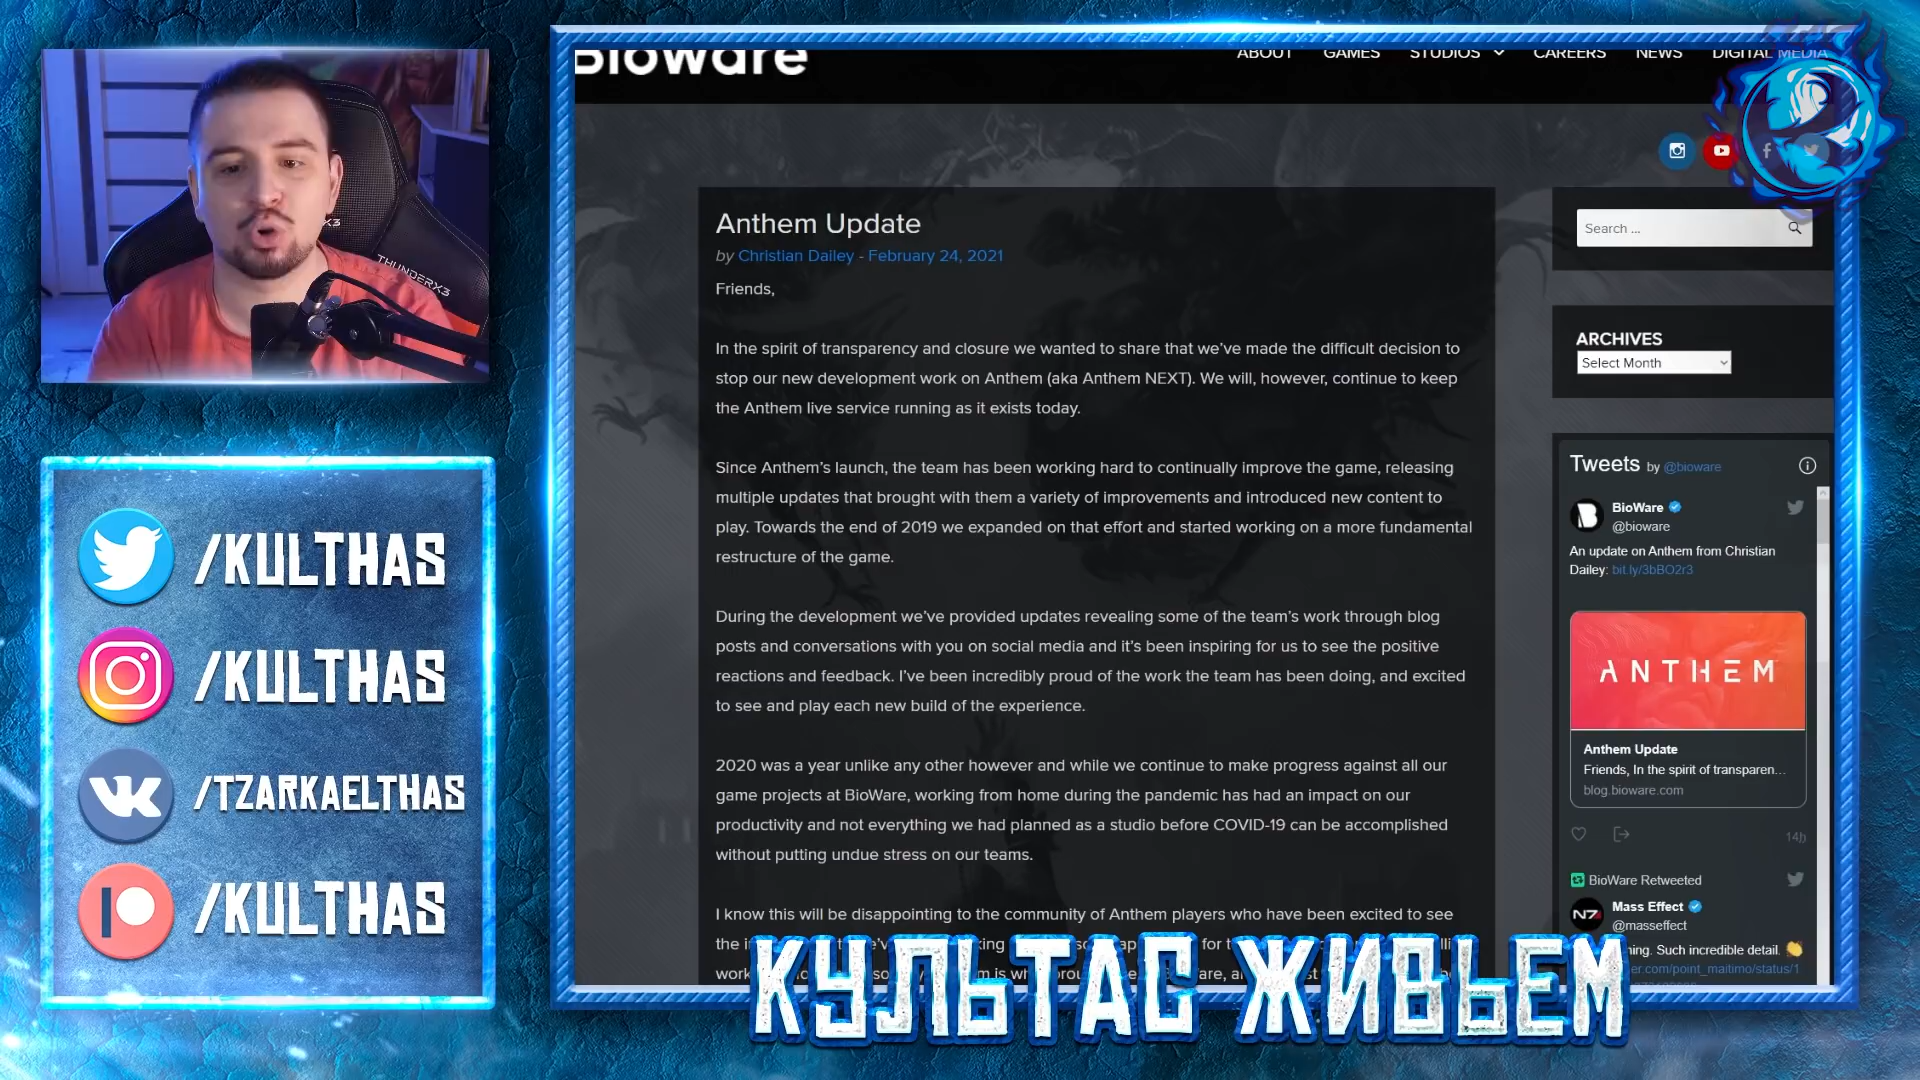 BioWare
ABOUT GAMES STUDIOS CAREERS NEWS DIGITAL MEDIA
THUNDERX3
X3
/KULTHAS
/KULTHAS
/TZARKAELTHAS
/KULTHAS
Anthem Update
by Christian Dailey - February 24, 2021
Friends,
In the spirit of transparency and closure we wanted to share that we've made the difficult decision to
stop our new development work on Anthem (aka Anthem NEXT). We will, however, continue to keep
the Anthem live service running as it exists today.
Since Anthem's launch, the team has been working hard to continually improve the game, releasing
multiple updates that brought with them a variety of improvements and introduced new content to
play. Towards the end of 2019 we expanded on that effort and started working on a more fundamental
restructure of the game.
During the development we've provided updates revealing some of the team's work through blog
posts and conversations with you on social media and it's been inspiring for us to see the positive
reactions and feedback. I've been incredibly proud of the work the team has been doing, and excited
to see and play each new build of the experience.
2020 was a year unlike any other however and while we continue to make progress against all our
game projects at BioWare, working from home during the pandemic has had an impact on our
productivity and not everything we had planned as a studio before COVID-19 can be accomplished
without putting undue stress on our teams.
I know this will be disappointing to the community of Anthem players who have been excited to see
the
Search ...
ARCHIVES
Select Month
Tweets by @bioware
BioWare
@bioware
An update on Anthem from Christian
Dailey: bit.ly/3bBO2r3
ANTHEM
Anthem Update
Friends, In the spirit of transparen...
blog.bioware.com
14h
BioWare Retweeted
N7
Mass Effect
@masseffect
Such incredible detail.
КУЛЬТАС ЖИВЬЕМ